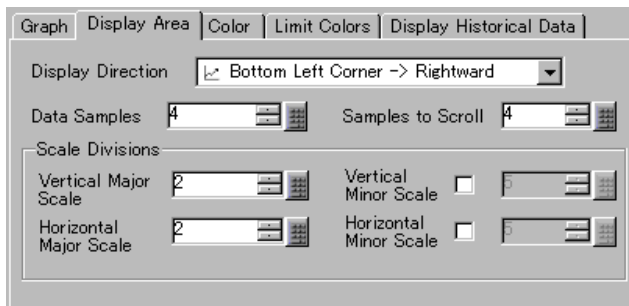 Graph Display Area Color Limit Colors Display Historical Data
Display Direction Bottom Left Corner -> Rightward
Data Samples 4 Samples to Scroll 4
Scale Divisions
Vertical Major Scale 2 Vertical Minor Scale 5
Horizontal Major Scale 2 Horizontal Minor Scale 5